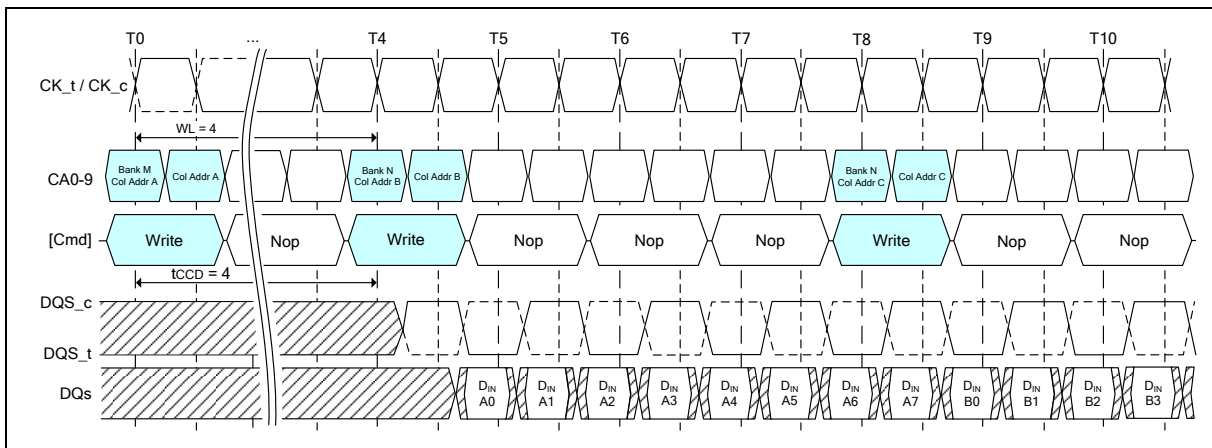 T0 ... T4 T5 T6 T7 T8 T9 T10
CK_t / CK_c
WL = 4
CA0-9 Bank M Col Addr A Col Addr A Bank N Col Addr B Col Addr B Bank N Col Addr C Col Addr C
[Cmd] Write Nop Write Nop Nop Nop Write Nop Nop
tCCD = 4
DQS_c
DQS_t
DQs DIN A0 DIN A1 DIN A2 DIN A3 DIN A4 DIN A5 DIN A6 DIN A7 DIN B0 DIN B1 DIN B2 DIN B3